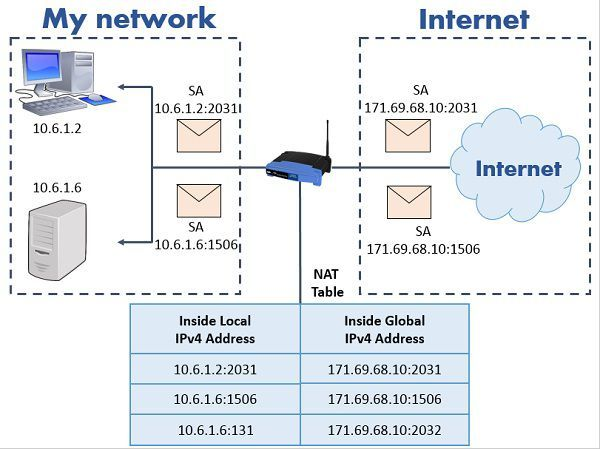 My network
Internet
SA
10.6.1.2:2031
10.6.1.2
10.6.1.6
SA
10.6.1.6:1506
SA
171.69.68.10:2031
Internet
SA
171.69.68.10:1506
NAT
Table
Inside Local
IPv4 Address
Inside Global
IPv4 Address
10.6.1.2:2031
171.69.68.10:2031
10.6.1.6:1506
171.69.68.10:1506
10.6.1.6:131
171.69.68.10:2032